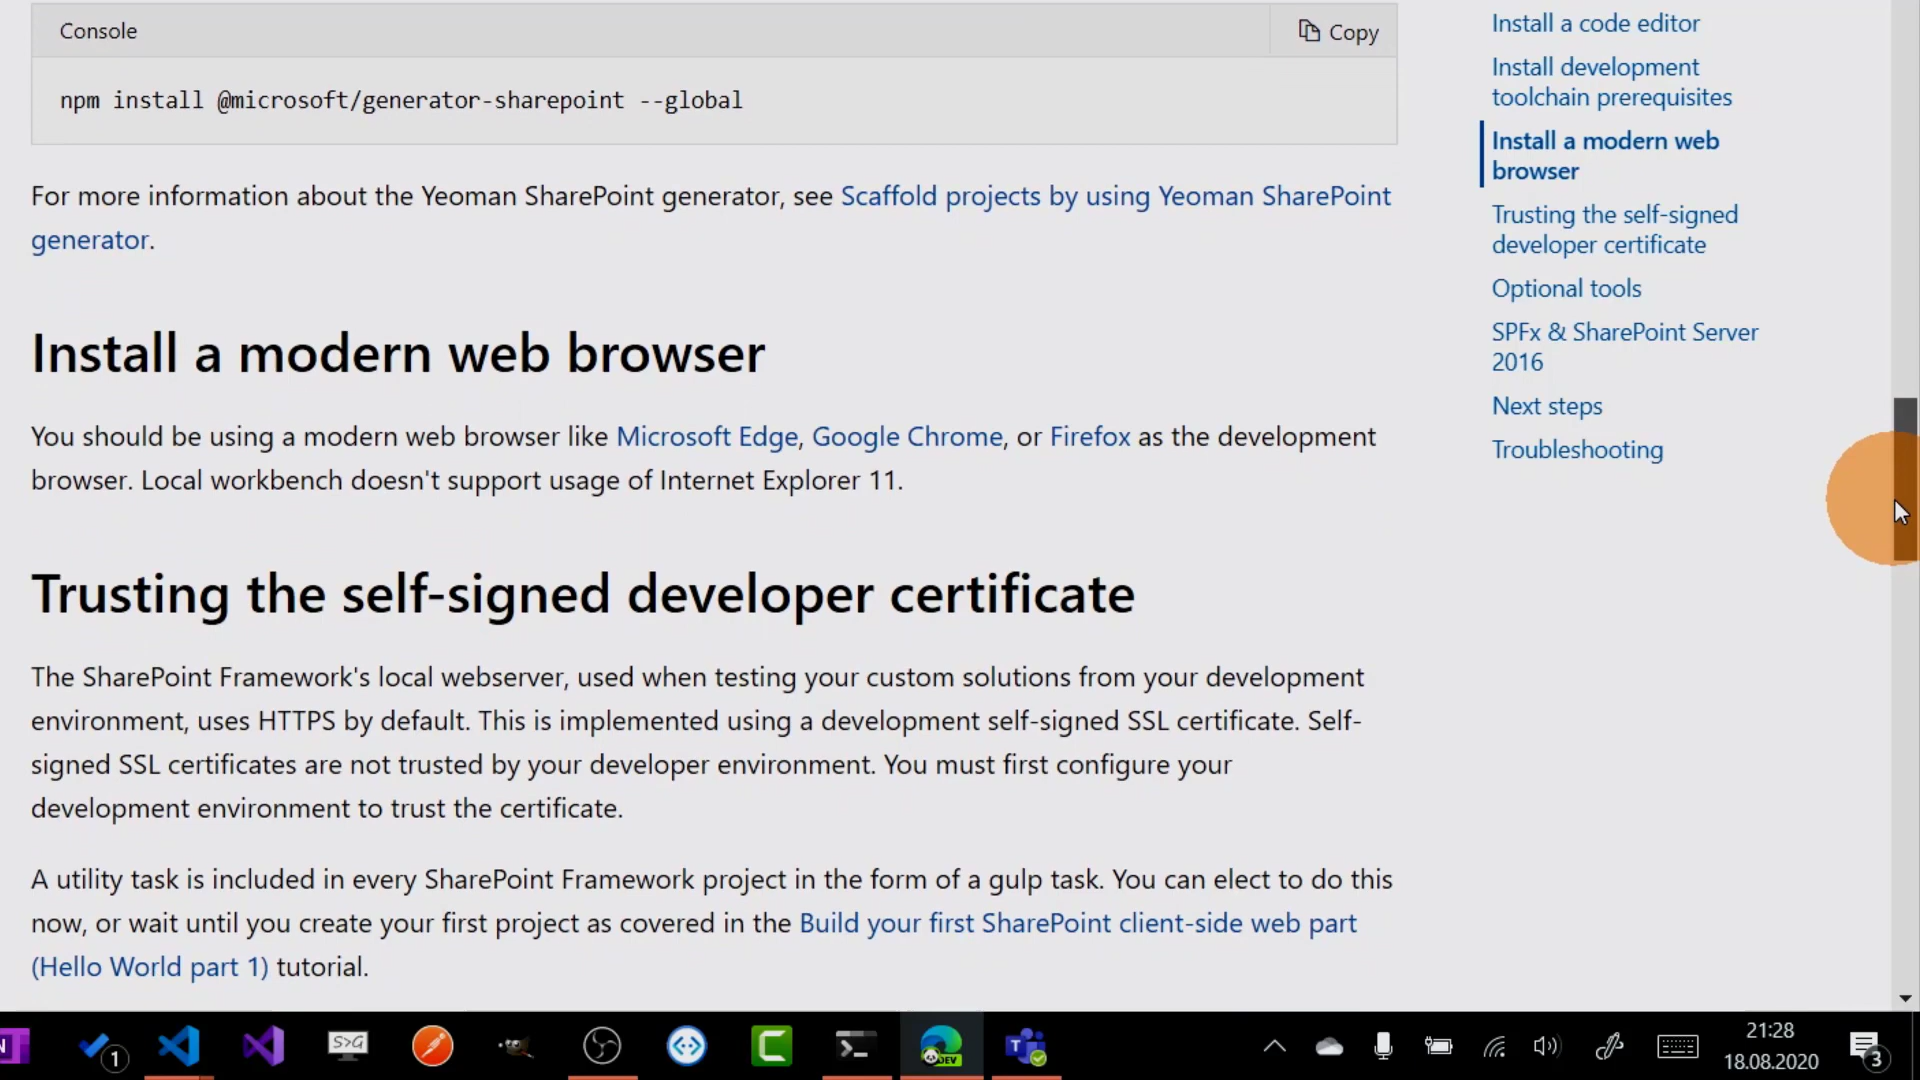 Console
Copy
npm install @microsoft/generator-sharepoint --global
For more information about the Yeoman SharePoint generator, see Scaffold projects by using Yeoman SharePoint
generator.
Install a modern web browser
You should be using a modern web browser like Microsoft Edge, Google Chrome, or Firefox as the development
browser. Local workbench doesn't support usage of Internet Explorer 11.
Trusting the self-signed developer certificate
The SharePoint Framework's local webserver, used when testing your custom solutions from your development
environment, uses HTTPS by default. This is implemented using a development self-signed SSL certificate. Self-
signed SSL certificates are not trusted by your developer environment. You must first configure your
development environment to trust the certificate.
A utility task is included in every SharePoint Framework project in the form of a gulp task. You can elect to do this
now, or wait until you create your first project as covered in the Build your first SharePoint client-side web part
(Hello World part 1) tutorial.
Install a code editor
Install development
toolchain prerequisites
Install a modern web
browser
Trusting the self-signed
developer certificate
Optional tools
SPFx & SharePoint Server
2016
Next steps
Troubleshooting
N
1
S>G
C
DEV
21:28
18.08.2020
3